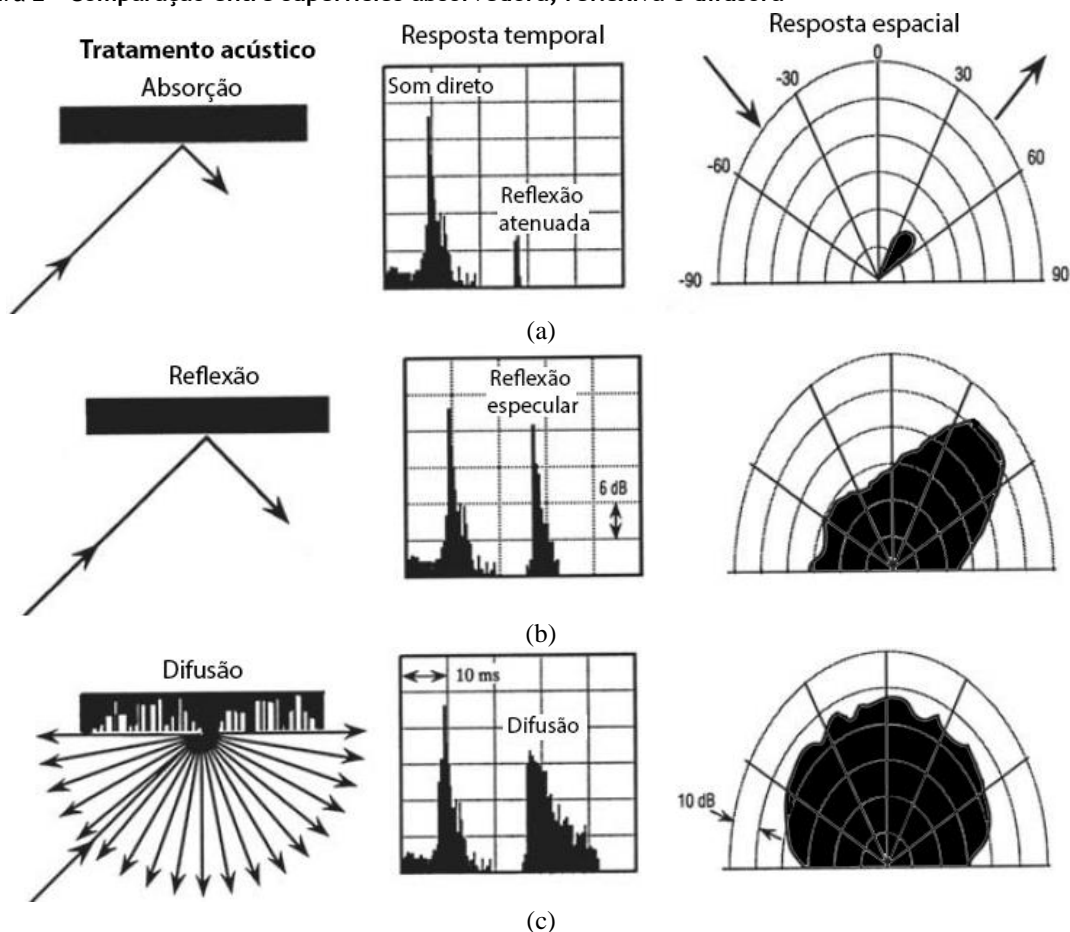 Tratamento acústico
Resposta temporal
Resposta espacial
Absorção
Som direto
Reflexão
atenuada
-90
-60
-30
0
30
60
90
(a)
Reflexão
Reflexão
especular
6 dB
(b)
Difusão
10 ms
Difusão
10 dB
(c)